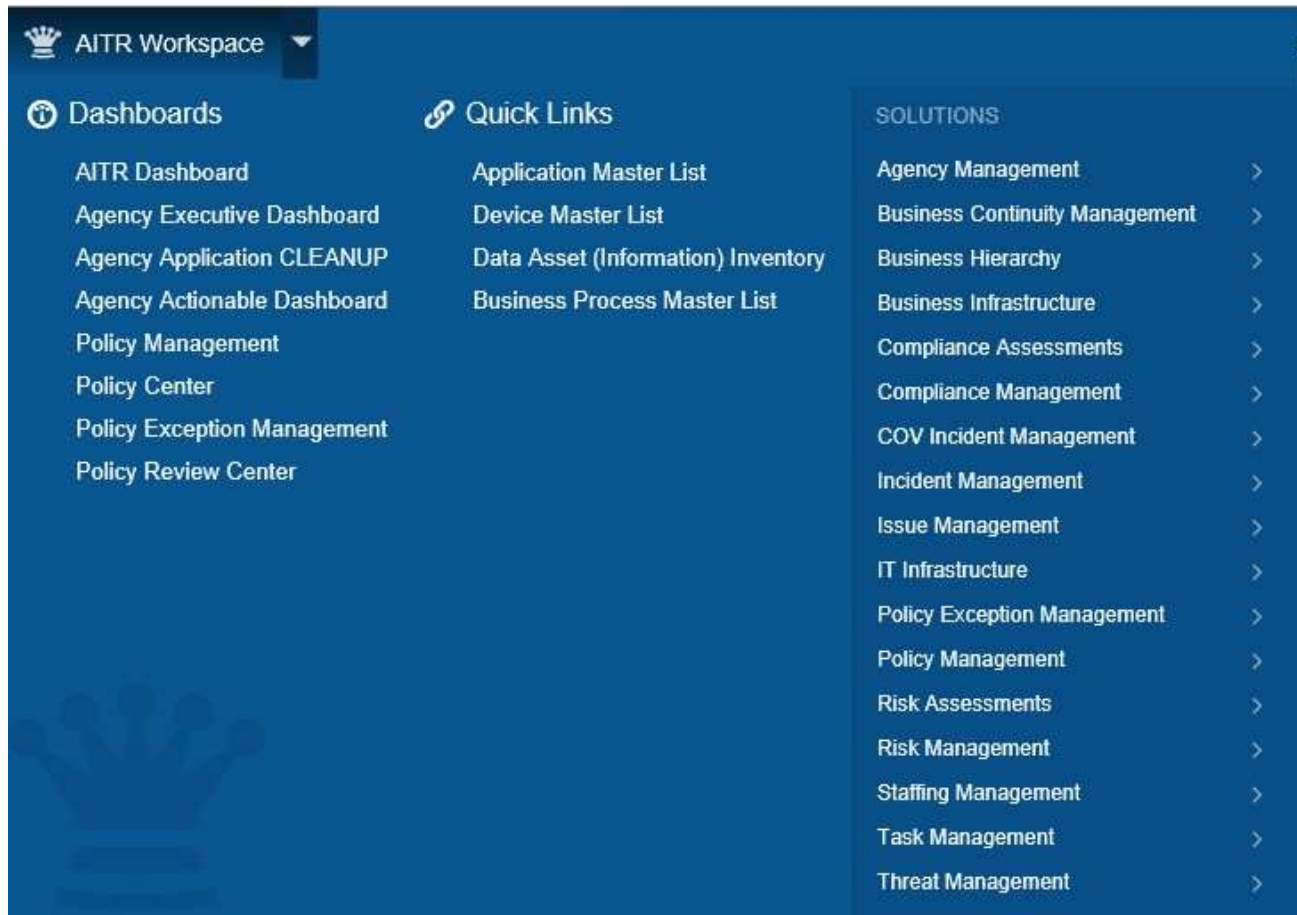 AITR Workspace
Dashboards
AITR Dashboard
Agency Executive Dashboard
Agency Application CLEANUP
Agency Actionable Dashboard
Policy Management
Policy Center
Policy Exception Management
Policy Review Center
Quick Links
Application Master List
Device Master List
Data Asset (Information) Inventory
Business Process Master List
SOLUTIONS
Agency Management
Business Continuity Management
Business Hierarchy
Business Infrastructure
Compliance Assessments
Compliance Management
COV Incident Management
Incident Management
Issue Management
IT Infrastructure
Policy Exception Management
Policy Management
Risk Assessments
Risk Management
Staffing Management
Task Management
Threat Management